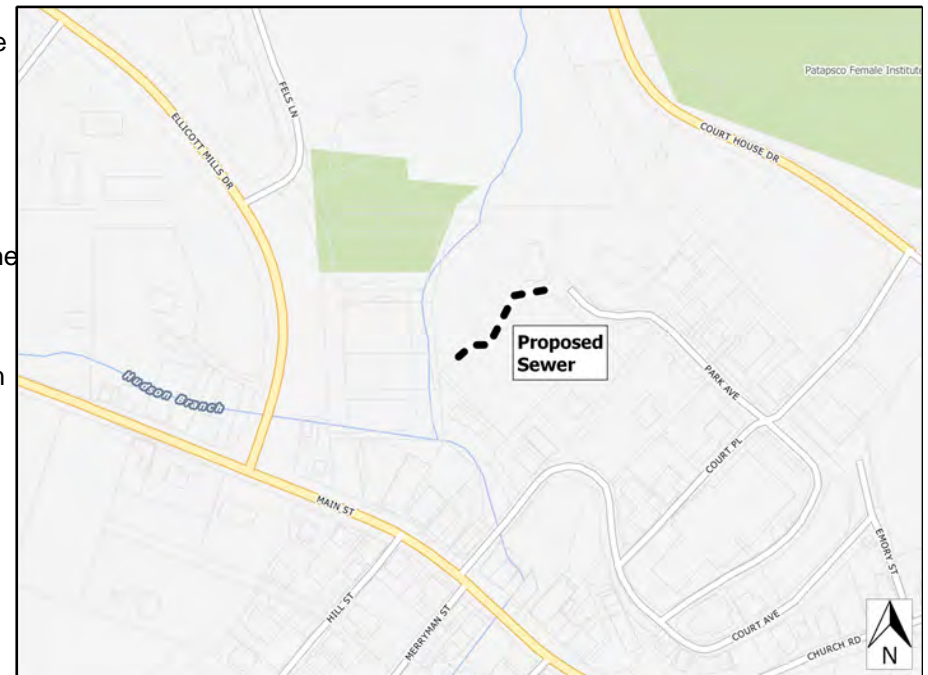 e
ne
n
Patapsco Female Institute
FELS LN
ELLICOTT MILLS DR
COURT HOUSE DR
Proposed
Sewer
PARK AVE
Hudson Branch
COURT PL
MAIN ST
EMORY ST
HILL ST
MERRYMAN ST
COURT AVE
CHURCH RD
N